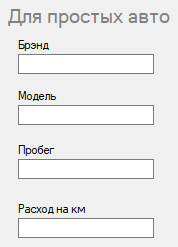 Для простых авто
Брэнд
Модель
Пробег
Расход на км